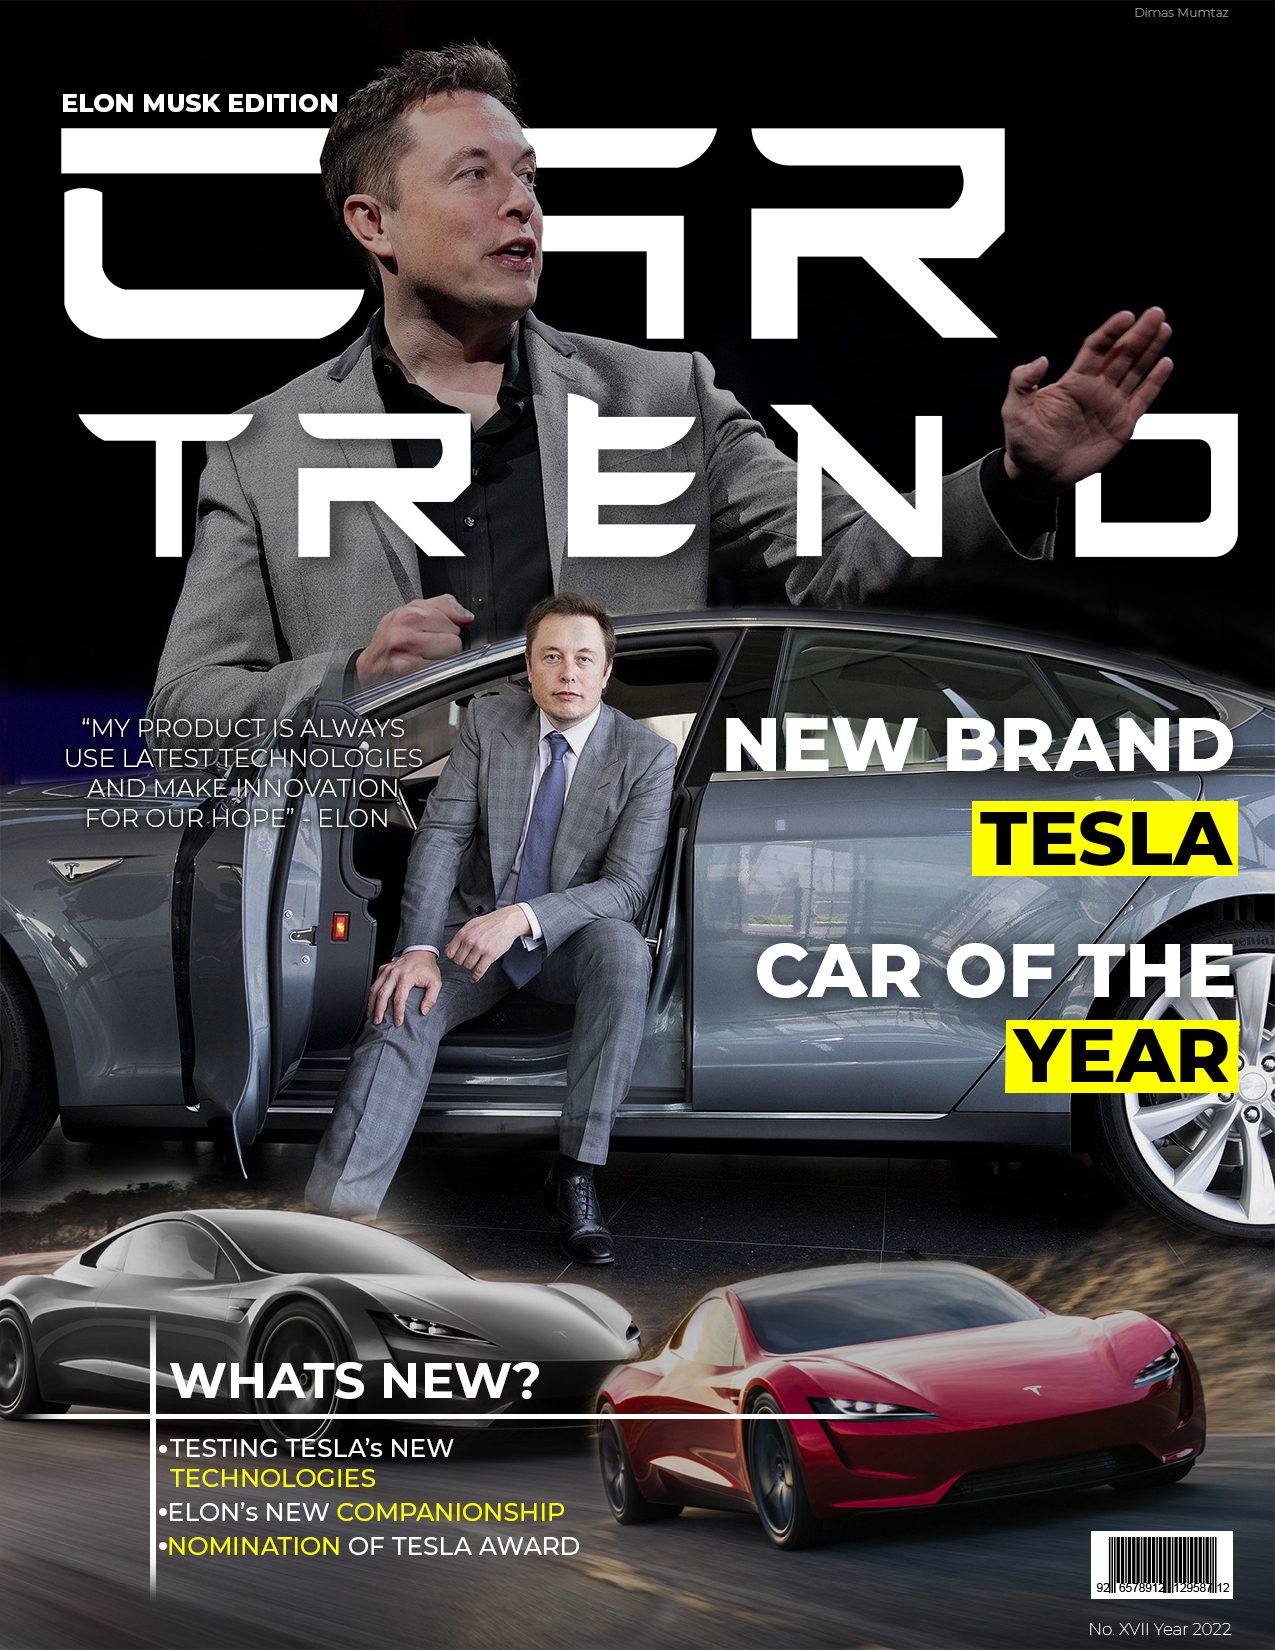 Dimas Mumtaz
ELON MUSK EDITION
CAR
TREND
“MY PRODUCT IS ALWAYS
USE LATEST TECHNOLOGIES
AND MAKE INNOVATION
FOR OUR HOPE” - ELON
NEW BRAND
TESLA
CAR OF THE
YEAR
WHATS NEW?
•TESTING TESLA’s NEW
TECHNOLOGIES
•ELON’s NEW COMPANIONSHIP
•NOMINATION OF TESLA AWARD
92 6578912 129587 12
No. XVII Year 2022